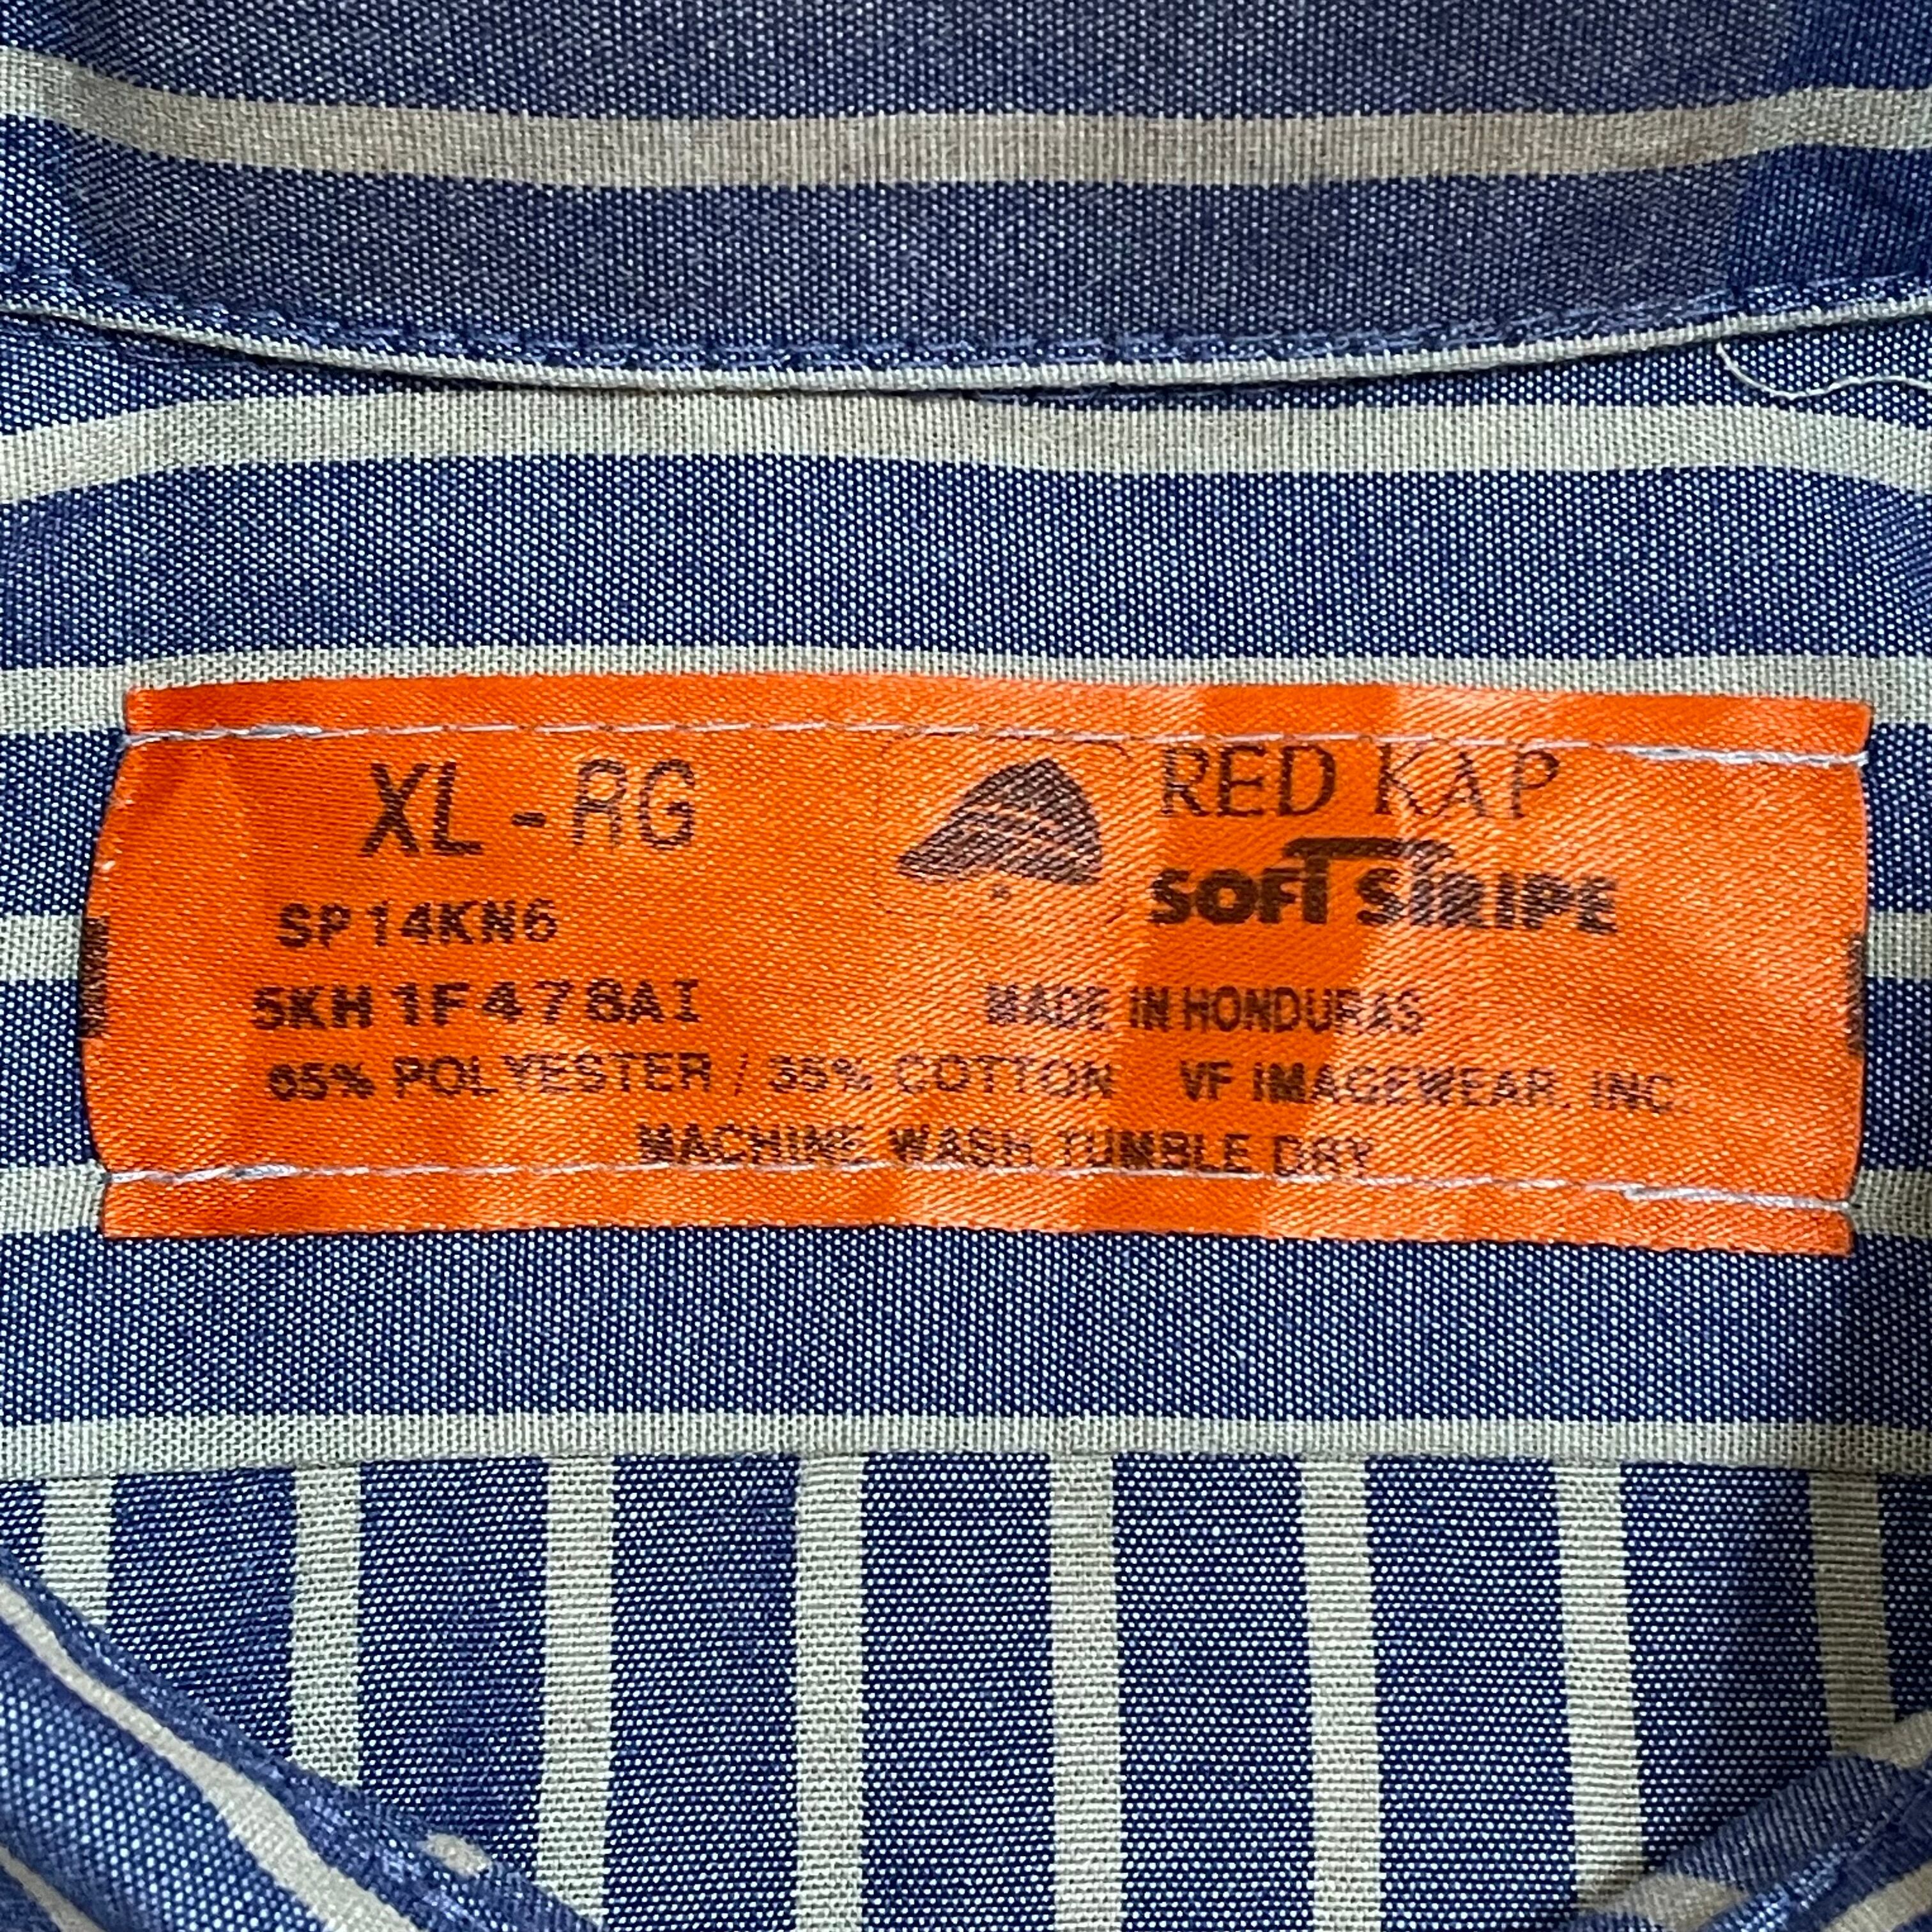 XL - RG
RED KAP
SOFT STRIPE
SP14KN6
5KH1F478AI
MADE IN HONDURAS
65% POLYESTER / 35% COTTON VF IMAGEWEAR, INC.
MACHINE WASH TUMBLE DRY